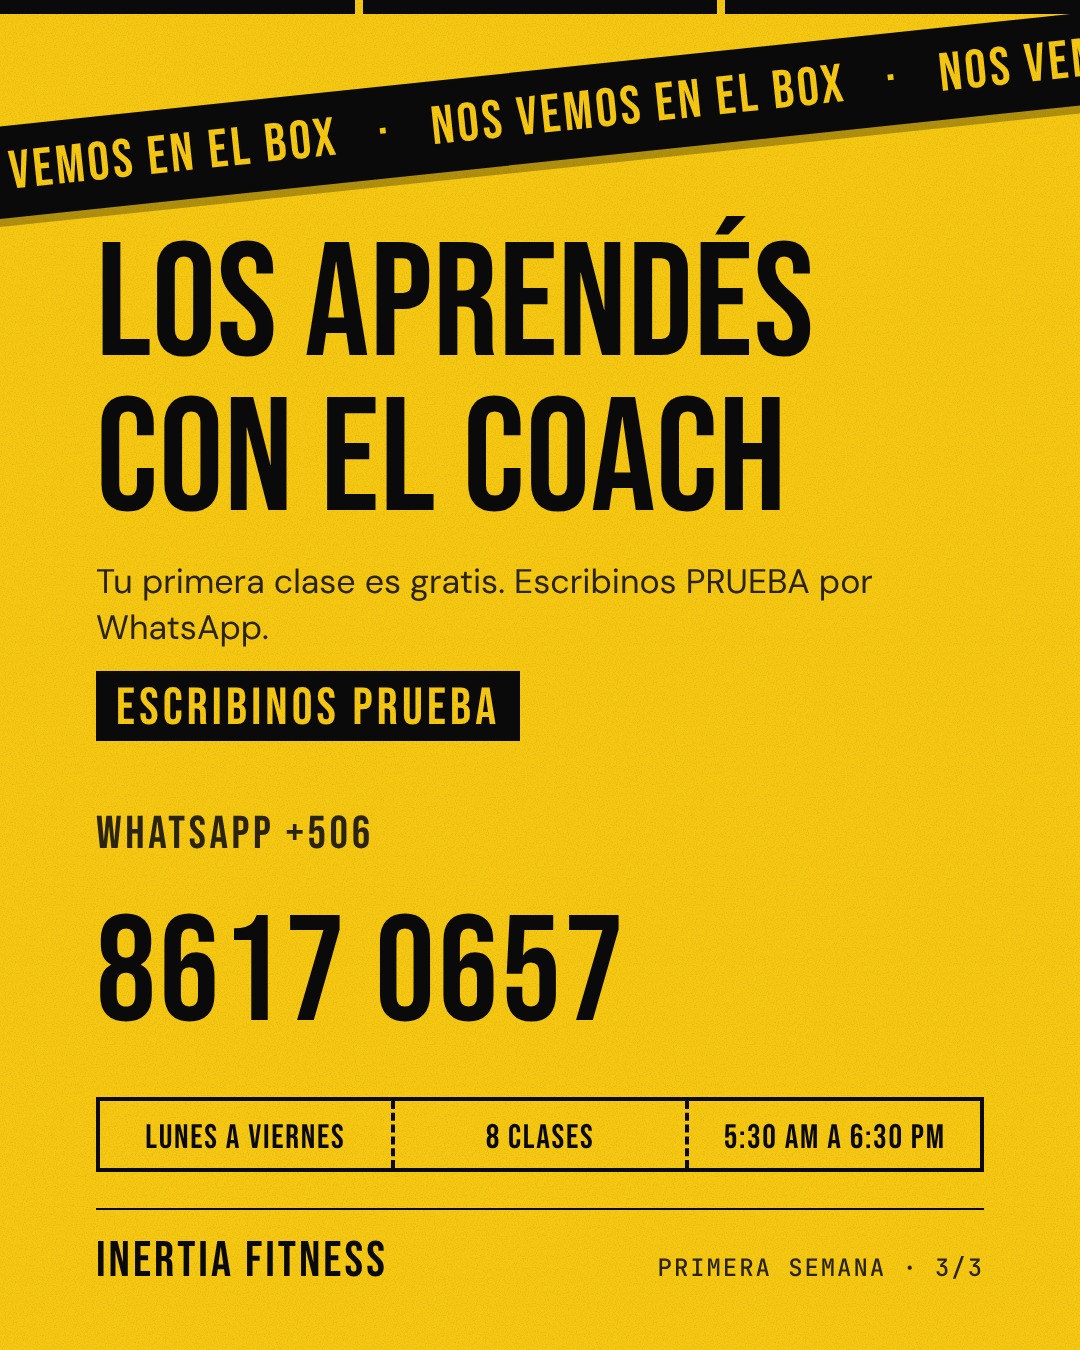 VEMOS EN EL BOX · NOS VEMOS EN EL BOX · NOS VEM
LOS APRENDÉS
CON EL COACH
Tu primera clase es gratis. Escribinos PRUEBA por
WhatsApp.
ESCRIBINOS PRUEBA
WHATSAPP +506
8617 0657
LUNES A VIERNES
8 CLASES
5:30 AM A 6:30 PM
INERTIA FITNESS
PRIMERA SEMANA · 3/3